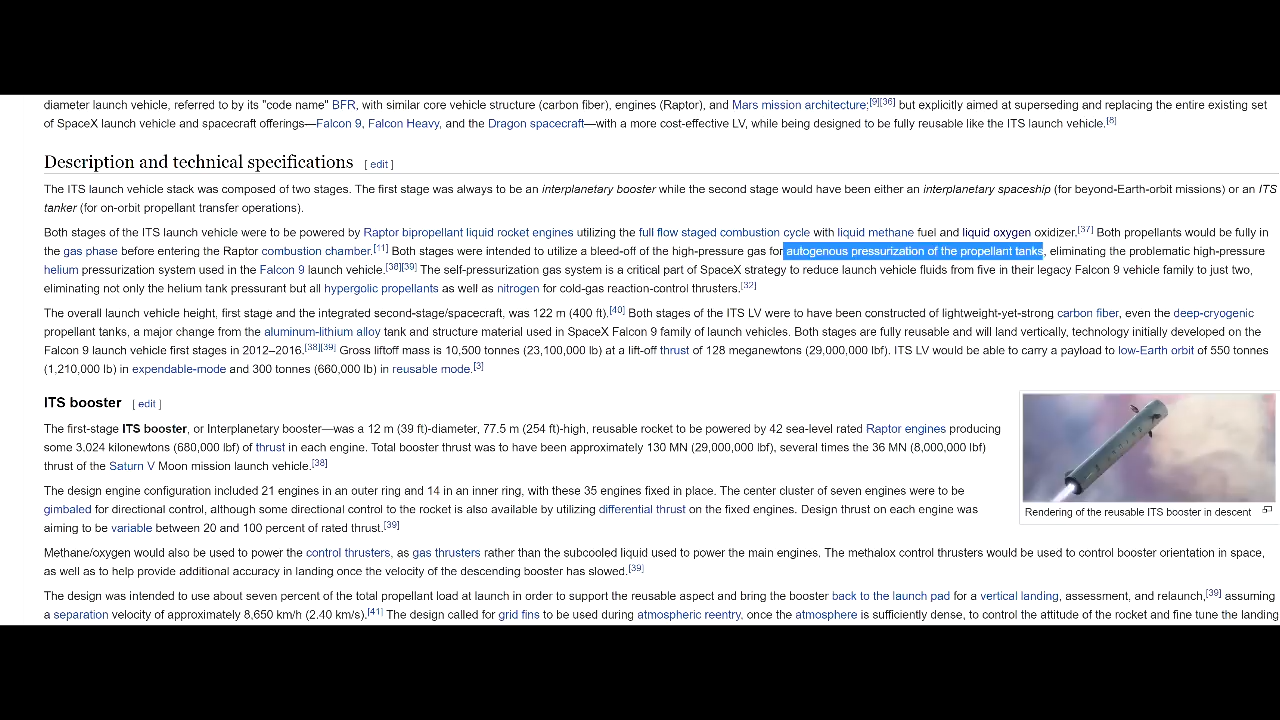 diameter launch vehicle, referred to by its "code name" BFR, with similar core vehicle structure (carbon fiber), engines (Raptor), and Mars mission architecture;[9][36] but explicitly aimed at superseding and replacing the entire existing set
of SpaceX launch vehicle and spacecraft offerings—Falcon 9, Falcon Heavy, and the Dragon spacecraft—with a more cost-effective LV, while being designed to be fully reusable like the ITS launch vehicle.[8]
Description and technical specifications [ edit ]
The ITS launch vehicle stack was composed of two stages. The first stage was always to be an interplanetary booster while the second stage would have been either an interplanetary spaceship (for beyond-Earth-orbit missions) or an ITS
tanker (for on-orbit propellant transfer operations).
Both stages of the ITS launch vehicle were to be powered by Raptor bipropellant liquid rocket engines utilizing the full flow staged combustion cycle with liquid methane fuel and liquid oxygen oxidizer.[37] Both propellants would be fully in
the gas phase before entering the Raptor combustion chamber.[11] Both stages were intended to utilize a bleed-off of the high-pressure gas for autogenous pressurization of the propellant tanks, eliminating the problematic high-pressure
helium pressurization system used in the Falcon 9 launch vehicle.[38][39] The self-pressurization gas system is a critical part of SpaceX strategy to reduce launch vehicle fluids from five in their legacy Falcon 9 vehicle family to just two,
eliminating not only the helium tank pressurant but all hypergolic propellants as well as nitrogen for cold-gas reaction-control thrusters.[32]
The overall launch vehicle height, first stage and the integrated second-stage/spacecraft, was 122 m (400 ft).[40] Both stages of the ITS LV were to have been constructed of lightweight-yet-strong carbon fiber, even the deep-cryogenic
propellant tanks, a major change from the aluminum-lithium alloy tank and structure material used in SpaceX Falcon 9 family of launch vehicles. Both stages are fully reusable and will land vertically, technology initially developed on the
Falcon 9 launch vehicle first stages in 2012–2016.[38][39] Gross liftoff mass is 10,500 tonnes (23,100,000 lb) at a lift-off thrust of 128 meganewtons (29,000,000 lbf). ITS LV would be able to carry a payload to low-Earth orbit of 550 tonnes
(1,210,000 lb) in expendable-mode and 300 tonnes (660,000 lb) in reusable mode.[3]
ITS booster [ edit ]
The first-stage ITS booster, or Interplanetary booster—was a 12 m (39 ft)-diameter, 77.5 m (254 ft)-high, reusable rocket to be powered by 42 sea-level rated Raptor engines producing
some 3,024 kilonewtons (680,000 lbf) of thrust in each engine. Total booster thrust was to have been approximately 130 MN (29,000,000 lbf), several times the 36 MN (8,000,000 lbf)
thrust of the Saturn V Moon mission launch vehicle.[38]
The design engine configuration included 21 engines in an outer ring and 14 in an inner ring, with these 35 engines fixed in place. The center cluster of seven engines were to be
gimbaled for directional control, although some directional control to the rocket is also available by utilizing differential thrust on the fixed engines. Design thrust on each engine was
aiming to be variable between 20 and 100 percent of rated thrust.[39]
Rendering of the reusable ITS booster in descent
Methane/oxygen would also be used to power the control thrusters, as gas thrusters rather than the subcooled liquid used to power the main engines. The methalox control thrusters would be used to control booster orientation in space,
as well as to help provide additional accuracy in landing once the velocity of the descending booster has slowed.[39]
The design was intended to use about seven percent of the total propellant load at launch in order to support the reusable aspect and bring the booster back to the launch pad for a vertical landing, assessment, and relaunch,[39] assuming
a separation velocity of approximately 8,650 km/h (2.40 km/s).[41] The design called for grid fins to be used during atmospheric reentry, once the atmosphere is sufficiently dense, to control the attitude of the rocket and fine tune the landing